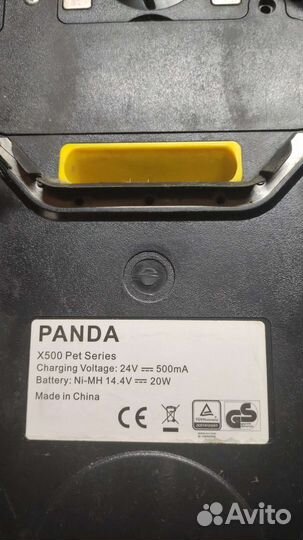 PANDA
X500 Pet Series
Charging Voltage: 24V ⎓ 500mA
Battery: Ni-MH 14.4V ⎓ 20W
Made in China
CE
GS
Avito